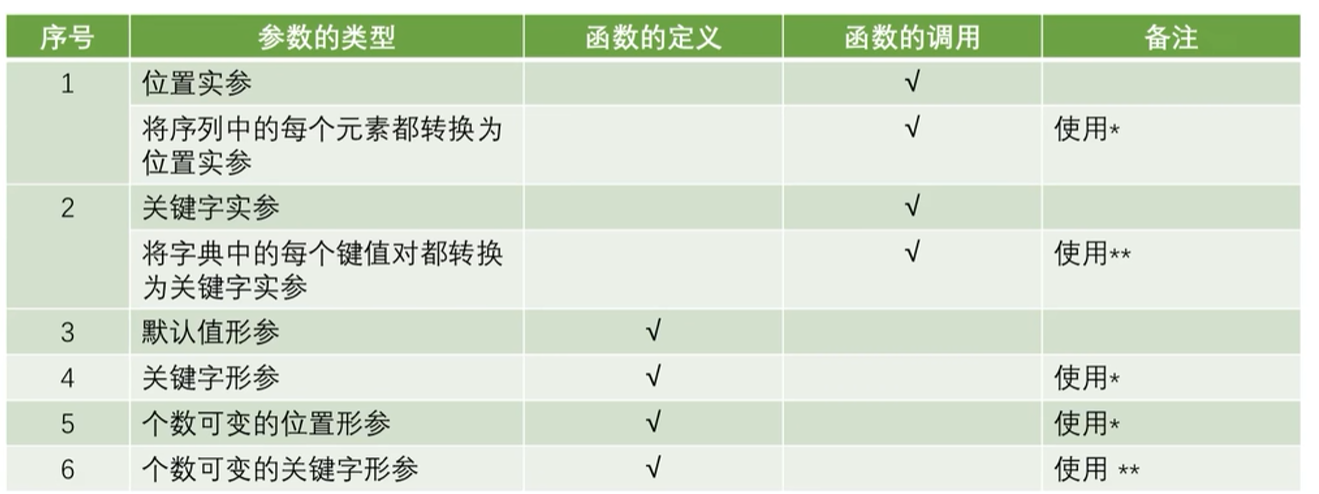 序号 参数的类型 函数的定义 函数的调用 备注
1 位置实参 √
将序列中的每个元素都转换为 √ 使用*
位置实参
2 关键字实参 √
将字典中的每个键值对都转换 √ 使用**
为关键字实参
3 默认值形参 √
4 关键字形参 √ 使用*
5 个数可变的位置形参 √ 使用*
6 个数可变的关键字形参 √ 使用 **